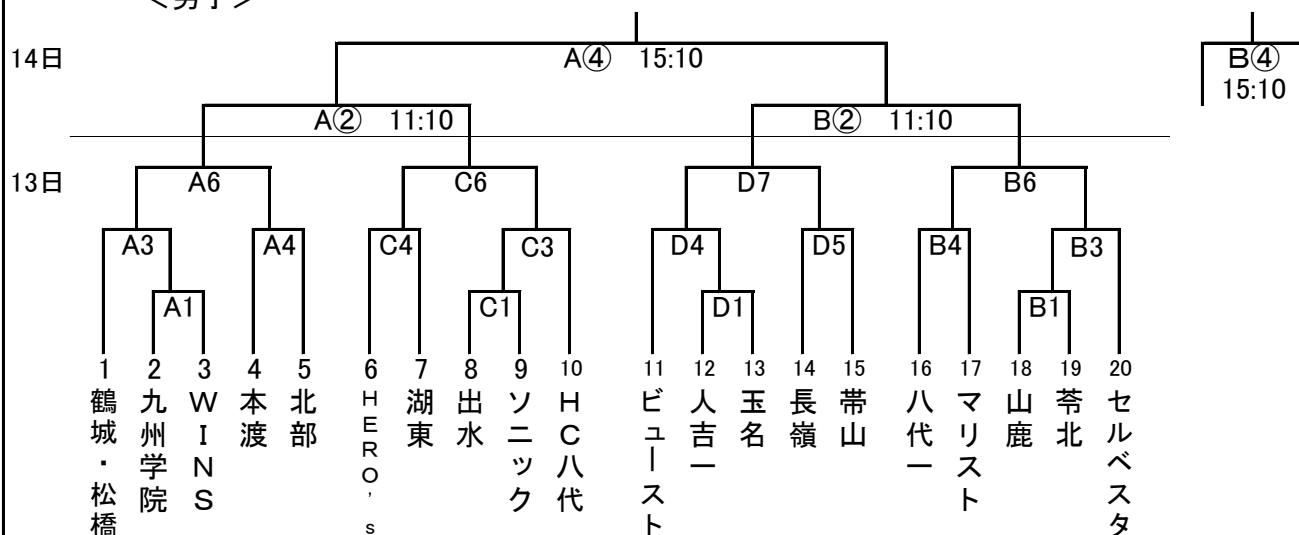 <男子>
14日
A④ 15:10
B④
15:10
A② 11:10
B② 11:10
13日
A6
C6
D7
B6
A3
A4
C4
C3
D4
D5
B4
B3
A1
C1
D1
B1
1
2
3
4
5
6
7
8
9
10
11
12
13
14
15
16
17
18
19
20
鶴城・松橋
九州学院
WINS
本渡
北部
HERO's
湖東
出水
ソニック
HC八代
ビュースト
人吉一
玉名
長嶺
帯山
八代一
マリスト
山鹿
苓北
セルベスタ